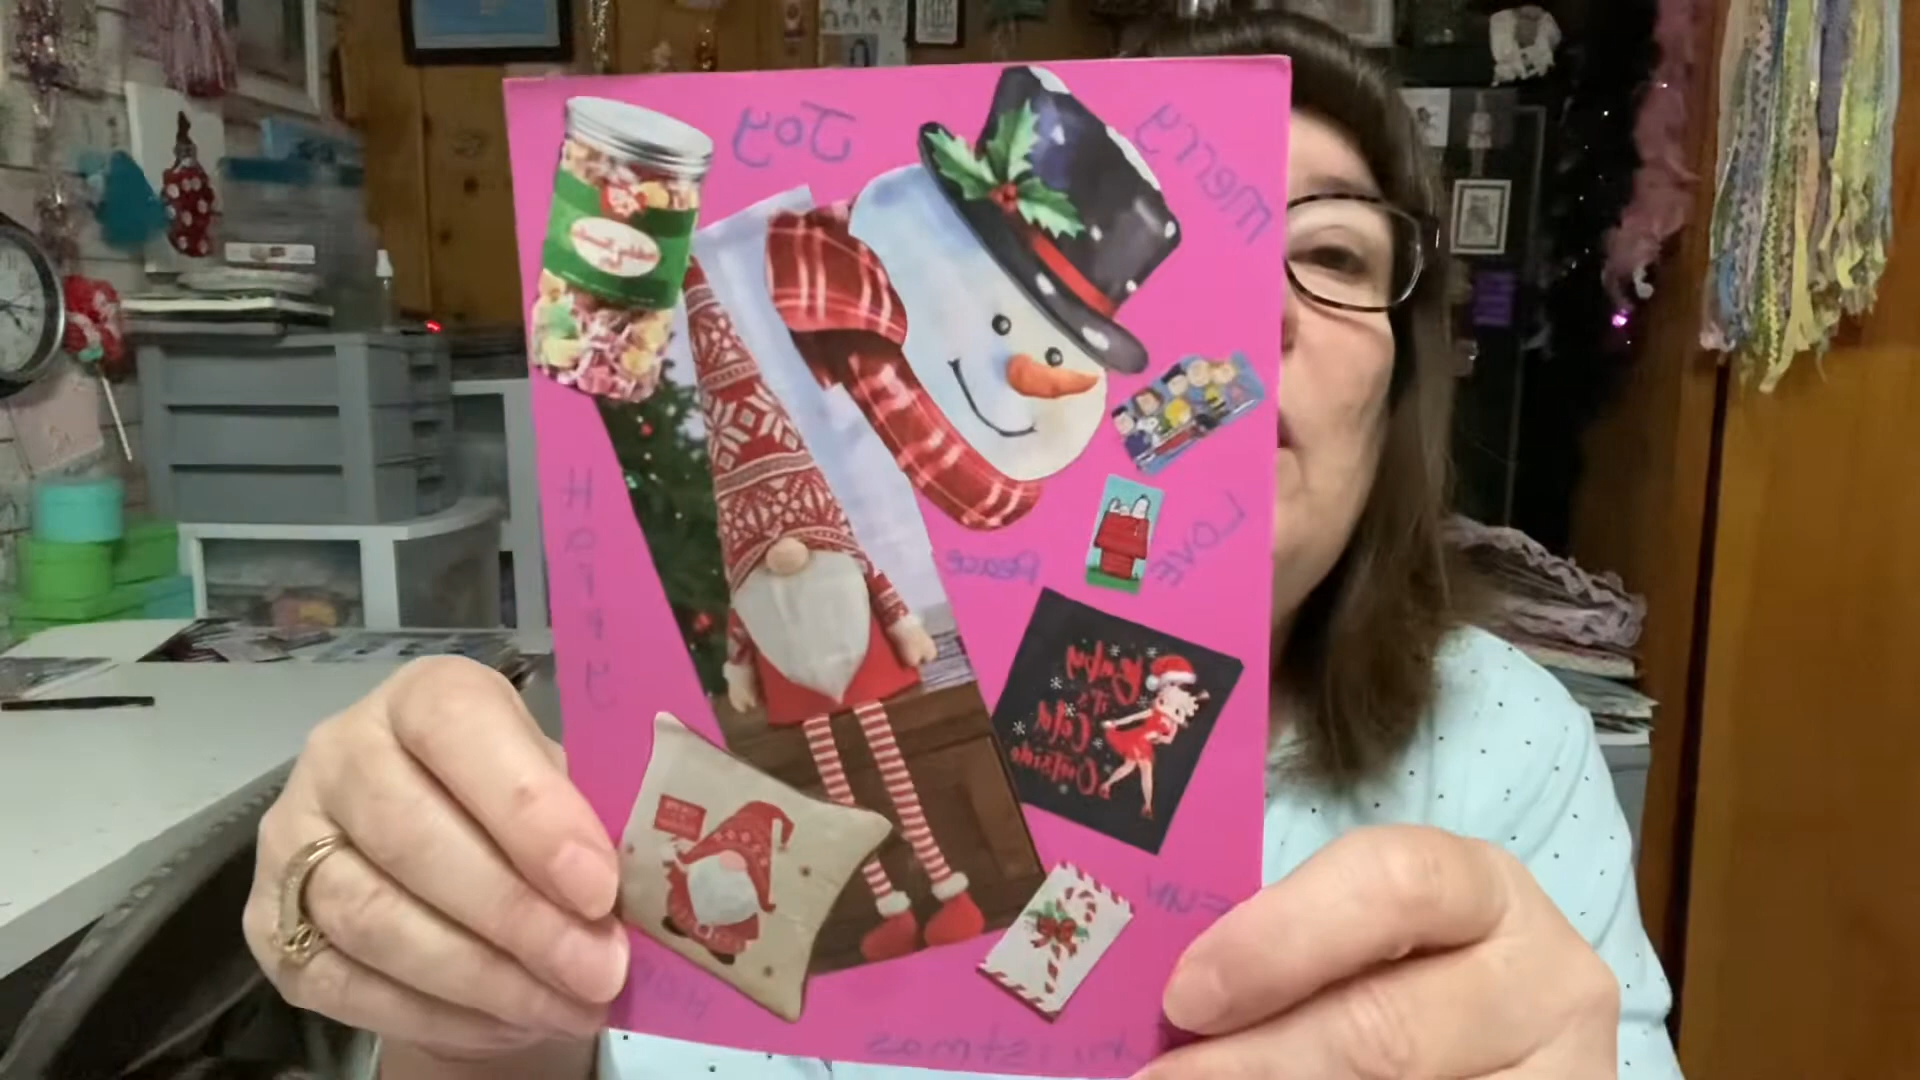 Joy
Merry
Happy
Love
Peace
Baby
it's
Cold
Outside
Fun
Christmas